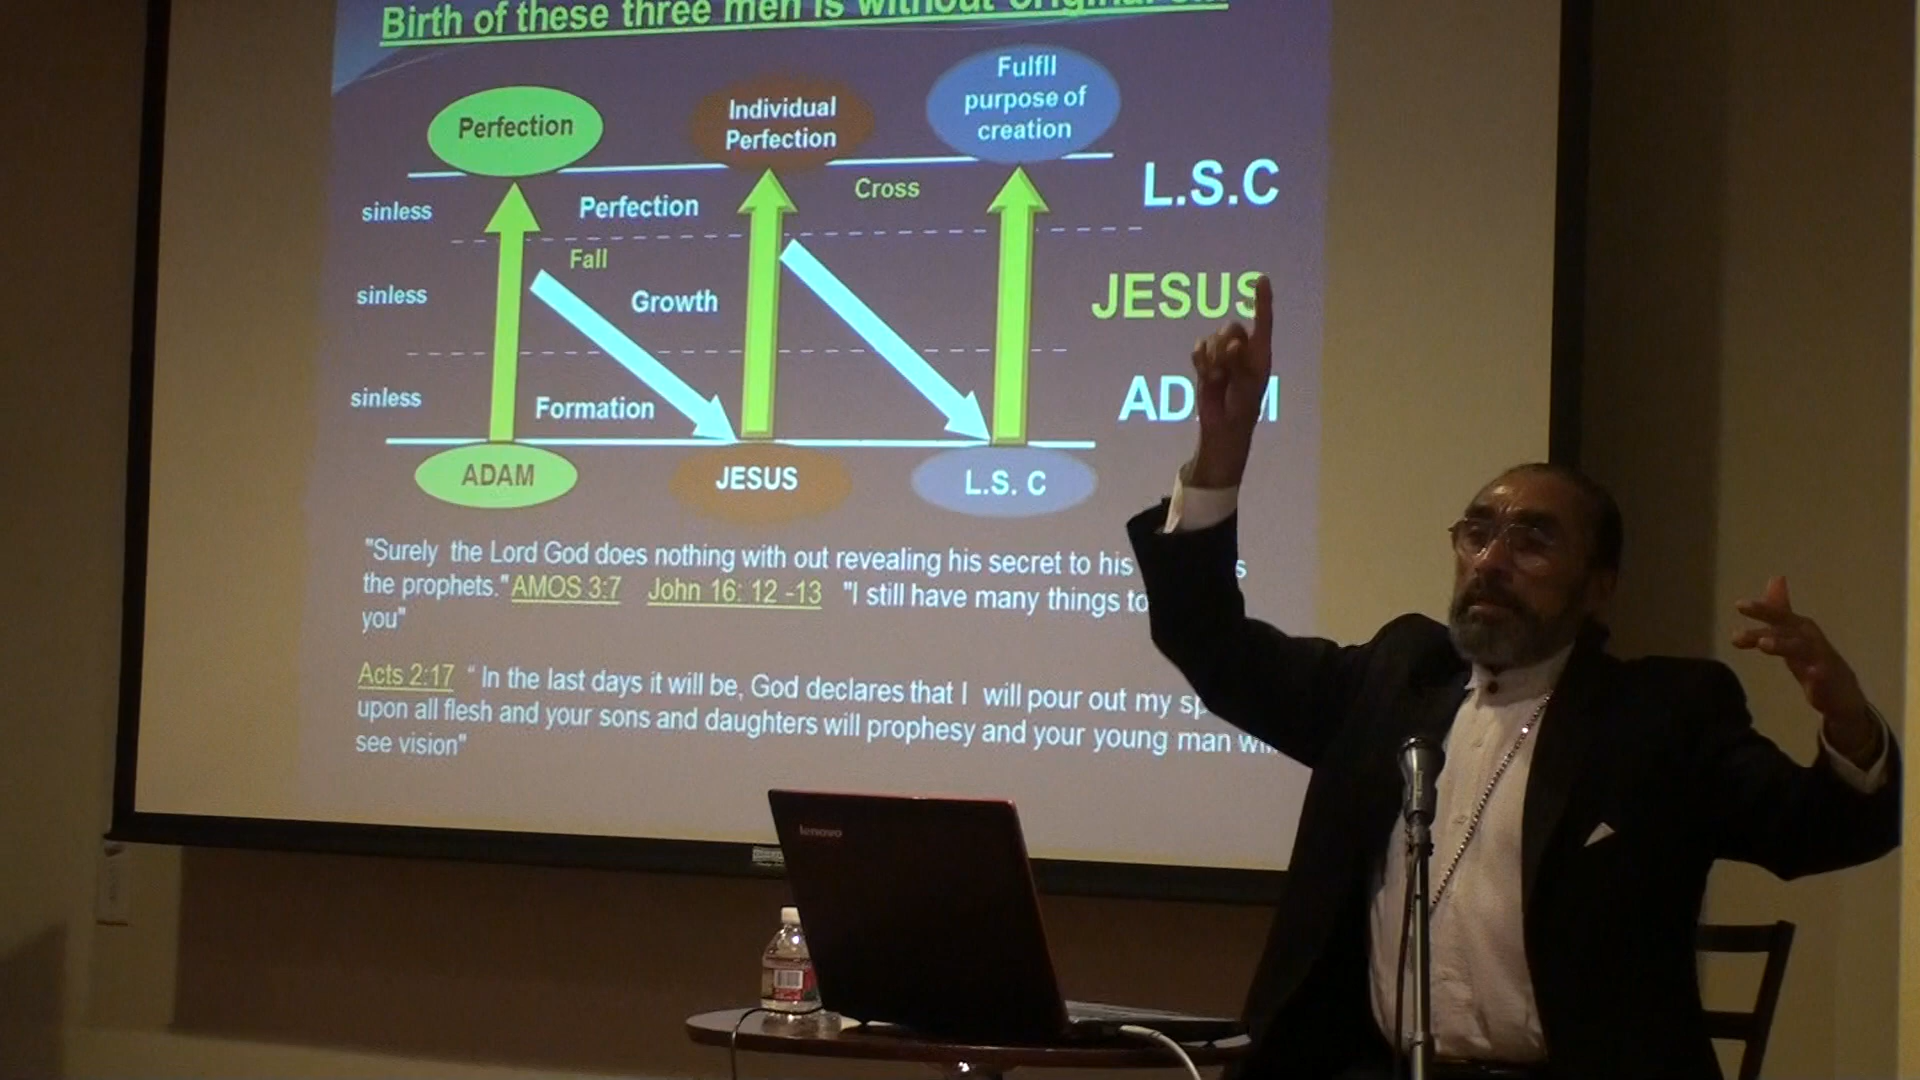 Birth of these three men is without original
Perfection
Individual
Perfection
Fulfll
purpose of
creation
sinless
Perfection
Cross
L.S.C
Fall
sinless
Growth
JESUS
sinless
Formation
ADAM
JESUS
L.S. C
"Surely the Lord God does nothing with out revealing his secret to his
the prophets." AMOS 3:7 John 16: 12 -13 "I still have many things to
you"
Acts 2:17 " In the last days it will be, God declares that I will pour out my
upon all flesh and your sons and daughters will prophesy and your young man
see vision"
lenovo